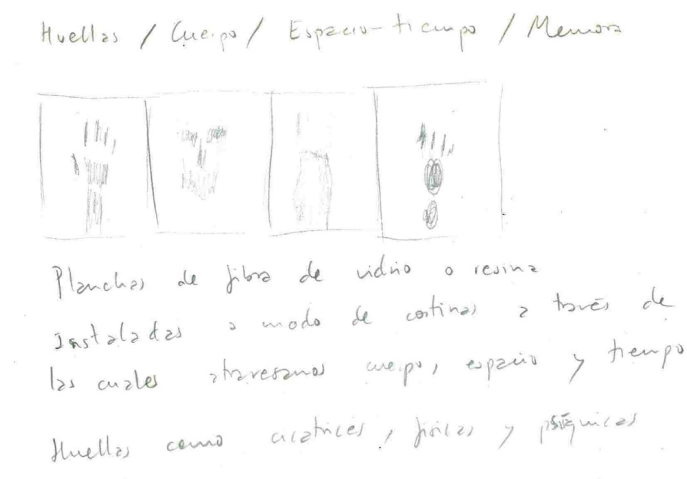 Huellas / Cuerpo / Espacio-tiempo / Memoria
Planchas de fibra de vidrio o resina
Instaladas a modo de cortinas a través de
las cuales atravesamos cuerpo, espacio y tiempo
Huellas como cicatrices, físicas y psíquicas